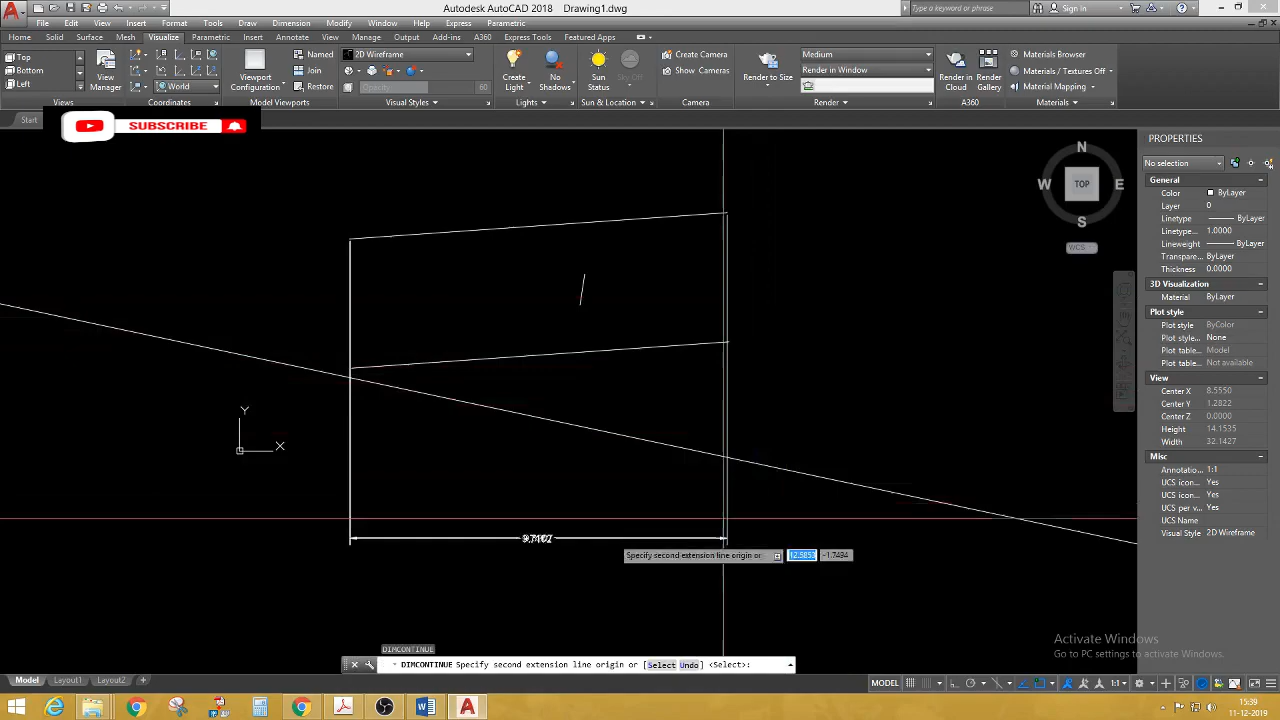 Autodesk AutoCAD 2018 Drawing1.dwg
Type a keyword or phrase
Sign In
File Edit View Insert Format Tools Draw Dimension Modify Window Help Express Parametric
Home Solid Surface Mesh Visualize Parametric Insert Annotate View Manage Output Add-ins A360 Express Tools Featured Apps
Top
Bottom
Left
View Manager
World
Viewport Configuration
Named
Join
Restore
2D Wireframe
Opacity 60
Create Light
No Shadows
Sun Status
Sky Off
Create Camera
Show Cameras
Render to Size
Medium
Render in Window
Render in Cloud
Render Gallery
Materials Browser
Materials / Textures Off
Material Mapping
Views Coordinates Model Viewports Visual Styles Lights Sun & Location Camera Render A360 Materials
Start
SUBSCRIBE
N
W TOP E
S
WCS
Y
X
Specify second extension line origin or
-1.7494
PROPERTIES
No selection
General
Color ByLayer
Layer 0
Linetype ByLayer
Linetype... 1.0000
Lineweight ByLayer
Transpare... ByLayer
Thickness 0.0000
3D Visualization
Material ByLayer
Plot style
Plot style ByColor
Plot style... None
Plot table... Model
Plot table... Not available
View
Center X 8.5550
Center Y 1.2822
Center Z 0.0000
Height 14.1535
Width 32.1427
Misc
Annotatio... 1:1
UCS icon... Yes
UCS icon... Yes
UCS per v... Yes
UCS Name
Visual Style 2D Wireframe
Activate Windows
Go to PC settings to activate Windows.
DIMCONTINUE
DIMCONTINUE Specify second extension line origin or [Select Undo] <Select>:
Model Layout1 Layout2 +
MODEL
1:1
15:39
11-12-2019